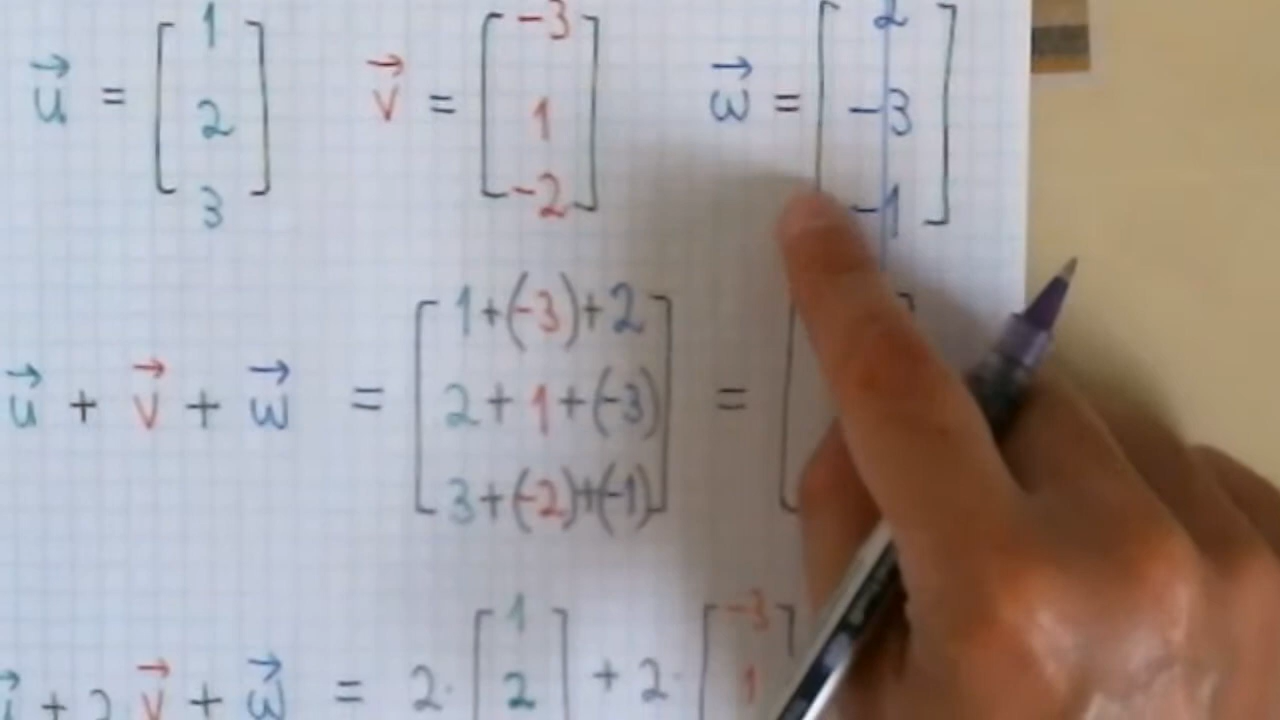 u⃗ = [1 2 3] v⃗ = [-3 1 -2] w⃗ = [2 -3 -1]
u⃗ + v⃗ + w⃗ = [1+(-3)+2 2+1+(-3) 3+(-2)+(-1)] = [
+ 2 v⃗ + w⃗ = 2· [1 2] + 2· [-3 1]